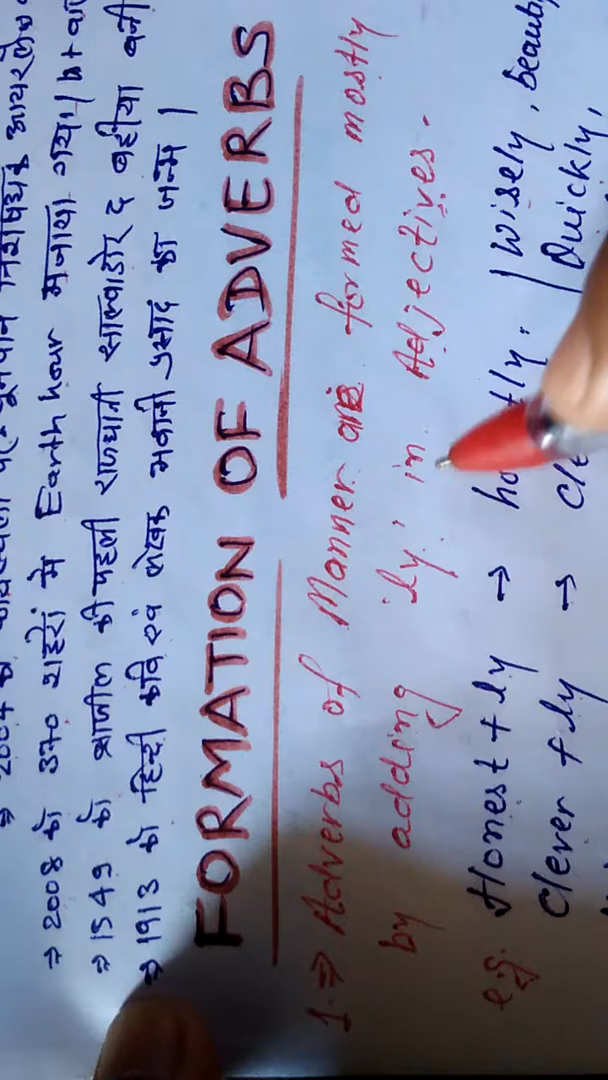 ⇒ 2004
→ 2008 को 370 शहरों में Earth hour मनाया गया।
⇒ 1549 को ब्राजील की पहली राजधानी साल्वाडोर द बहीया बनी
⇒ 1913 को हिन्दी कवि एवं लेखक भवानी प्रसाद का जन्म।
FORMATION OF ADVERBS
1.⇒ Adverbs of Manner are formed mostly
by adding 'ly' in Adjectives.
e.g. Honest + ly → | Wisely,
Clever + ly → Quickly,